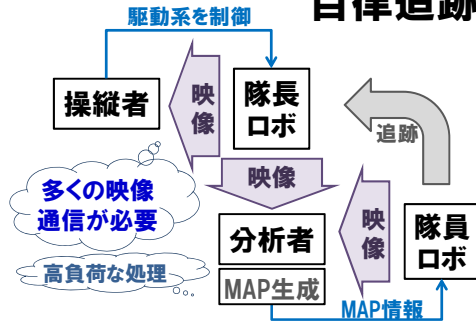 自律追跡
駆動系を制御
操縦者
映
像
隊長
ロボ
追跡
多くの映像
通信が必要
映像
分析者
映
像
隊員
ロボ
高負荷な処理
MAP生成
MAP情報